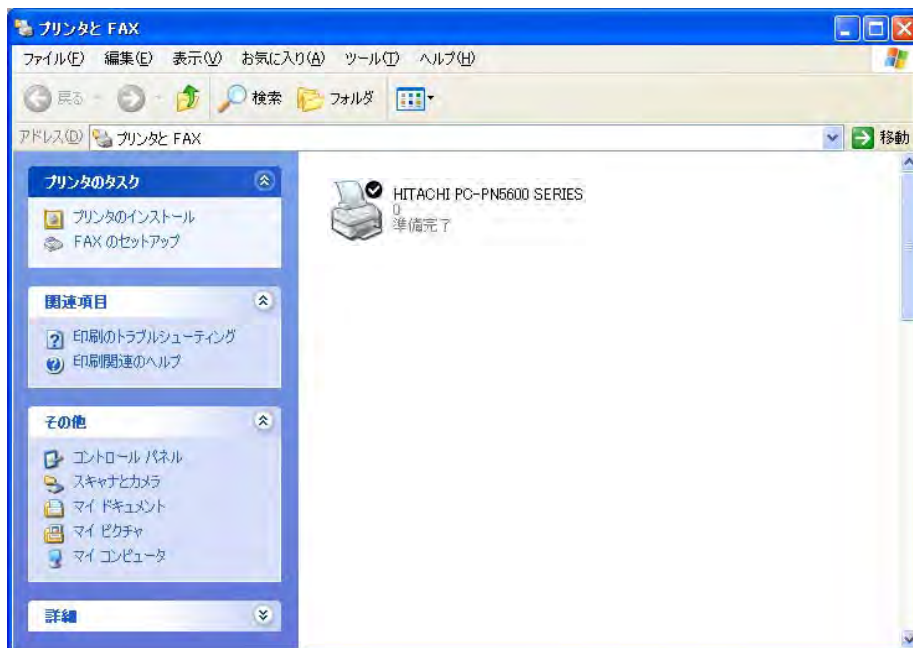 プリンタと FAX
ファイル(F) 編集(E) 表示(V) お気に入り(A) ツール(T) ヘルプ(H)
戻る 検索 フォルダ
アドレス(D) プリンタと FAX 移動
プリンタのタスク
プリンタのインストール
FAX のセットアップ
関連項目
印刷のトラブルシューティング
印刷関連のヘルプ
その他
コントロール パネル
スキャナとカメラ
マイ ドキュメント
マイ ピクチャ
マイ コンピュータ
詳細
HITACHI PC-PN5600 SERIES
0
準備完了